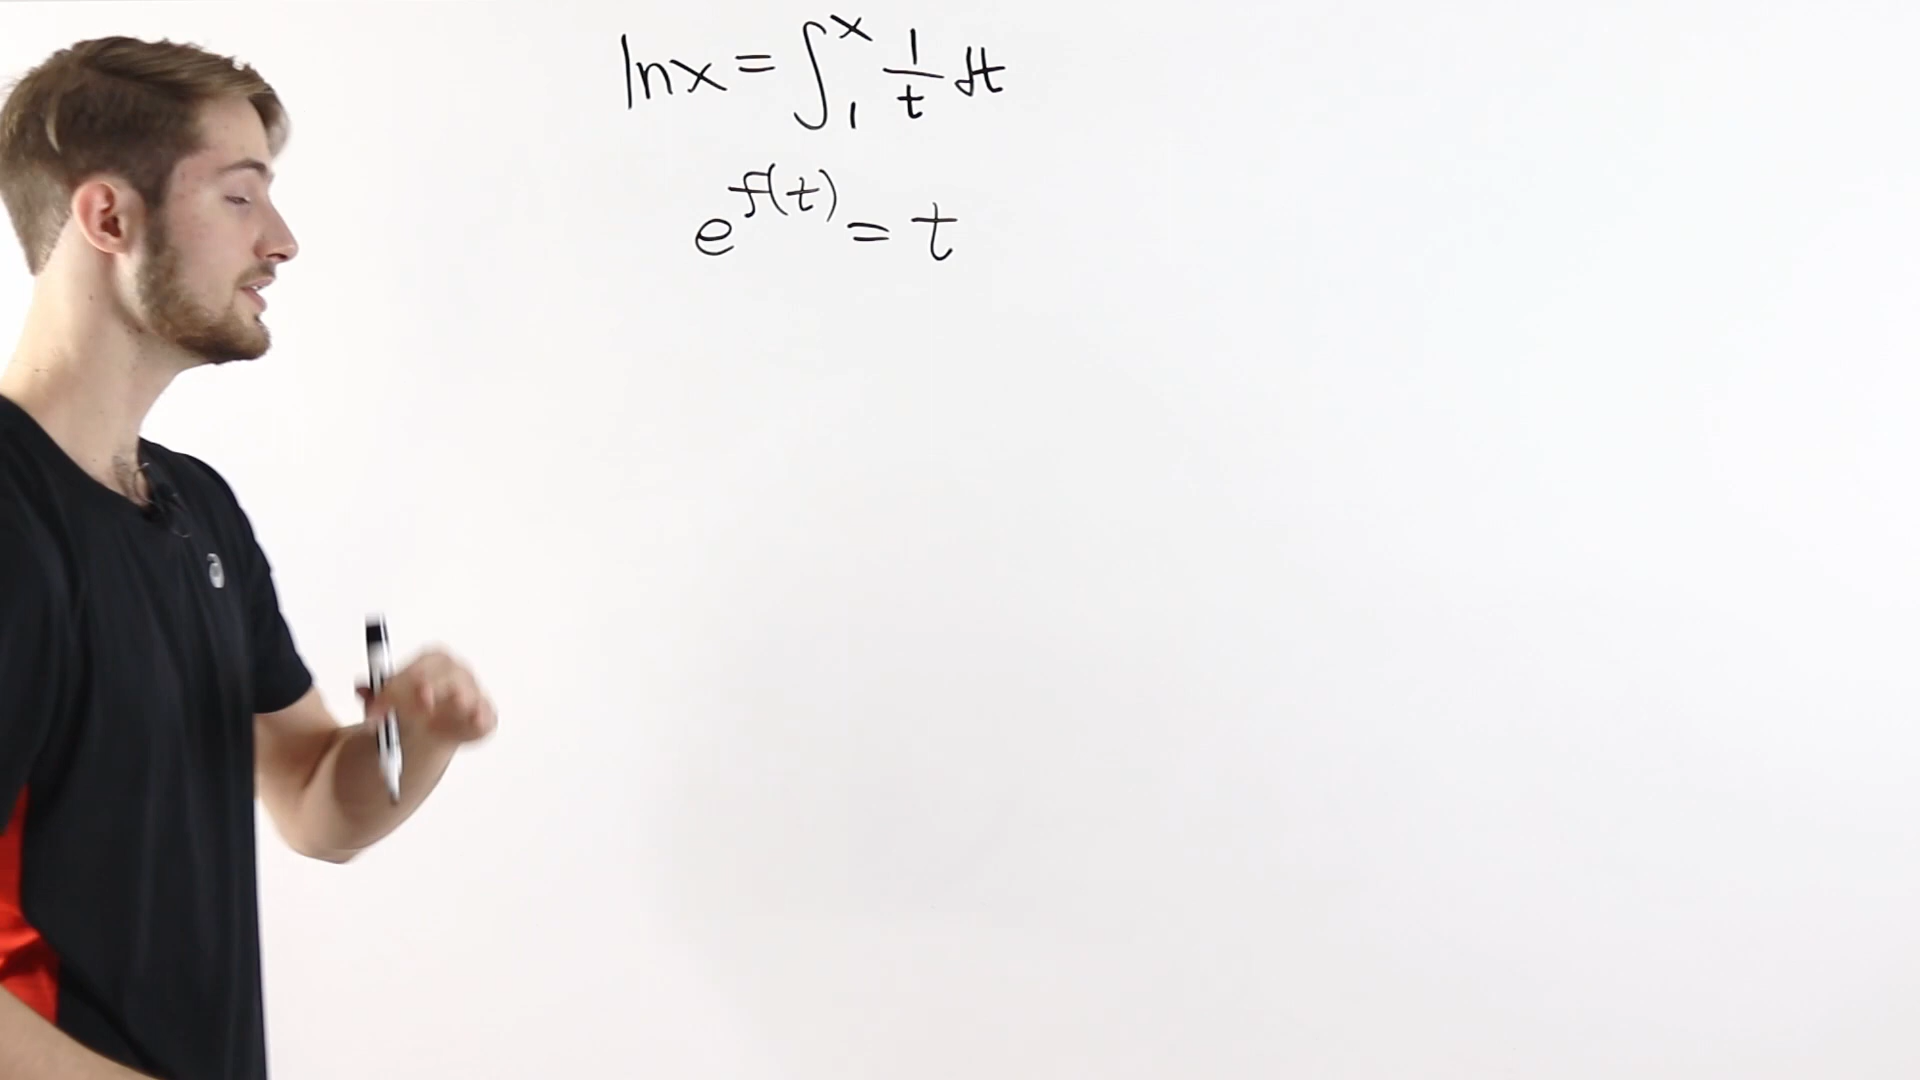 ln x = ∫₁ˣ 1/t dt
e^{f(t)} = t